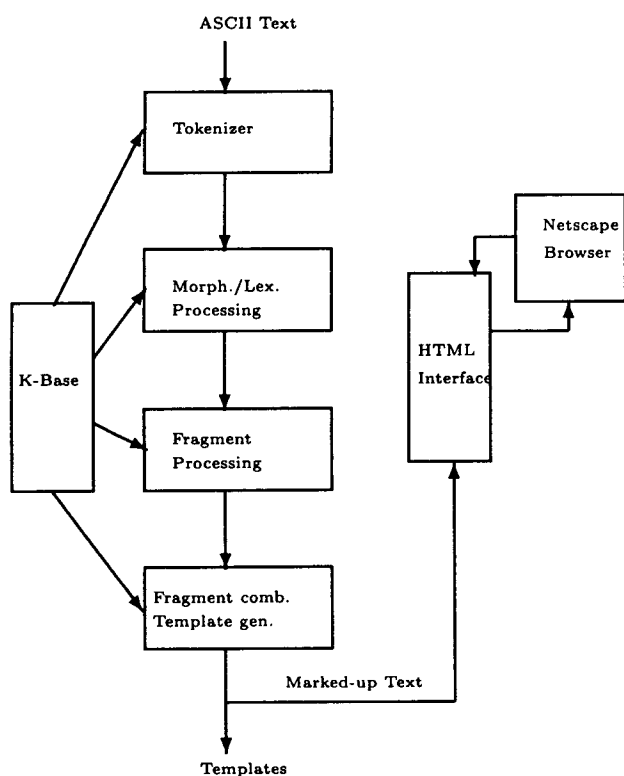 ASCII Text
Tokenizer
Morph./Lex.
Processing
K-Base
Fragment
Processing
Fragment comb.
Template gen.
Marked-up Text
Templates
Netscape
Browser
HTML
Interface